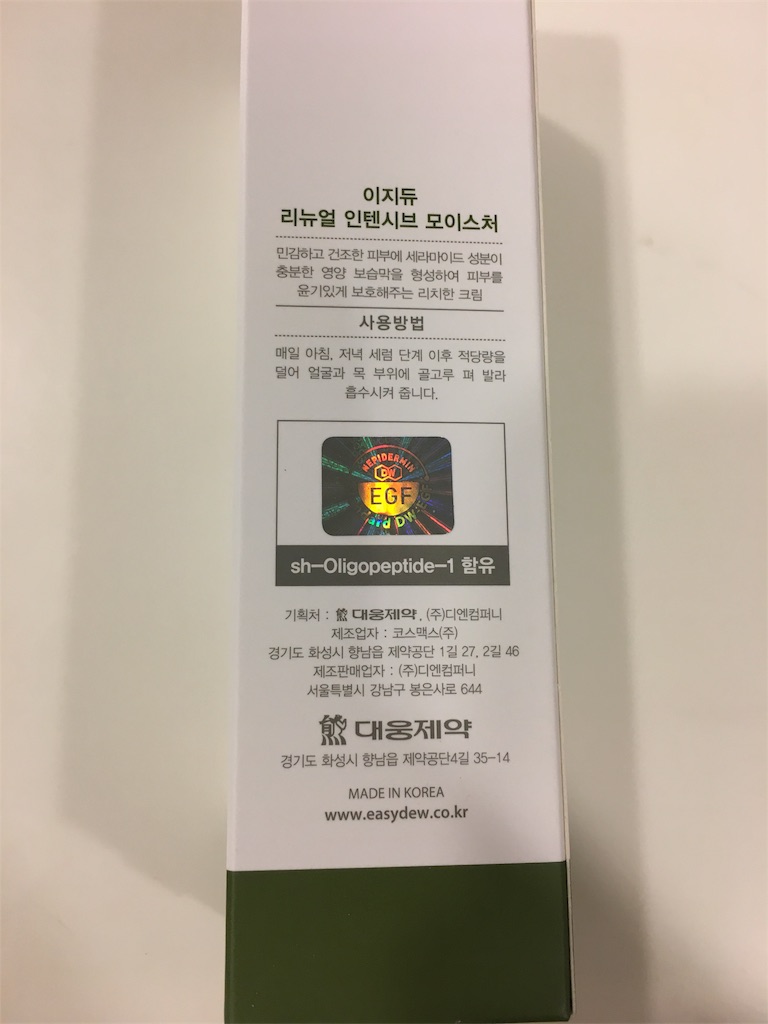 이지듀
리뉴얼 인텐시브 모이스처
민감하고 건조한 피부에 세라마이드 성분이
충분한 영양 보습막을 형성하여 피부를
윤기있게 보호해주는 리치한 크림
사용방법
매일 아침, 저녁 세럼 단계 이후 적당량을
덜어 얼굴과 목 부위에 골고루 펴 발라
흡수시켜 줍니다.
DW
EGF
sh-Oligopeptide-1 함유
기획처 : 대웅제약, (주)디엔컴퍼니
제조업자 : 코스맥스(주)
경기도 화성시 향남읍 제약공단 1길 27, 2길 46
제조판매업자 : (주)디엔컴퍼니
서울특별시 강남구 봉은사로 644
대웅제약
경기도 화성시 향남읍 제약공단4길 35-14
MADE IN KOREA
www.easydew.co.kr